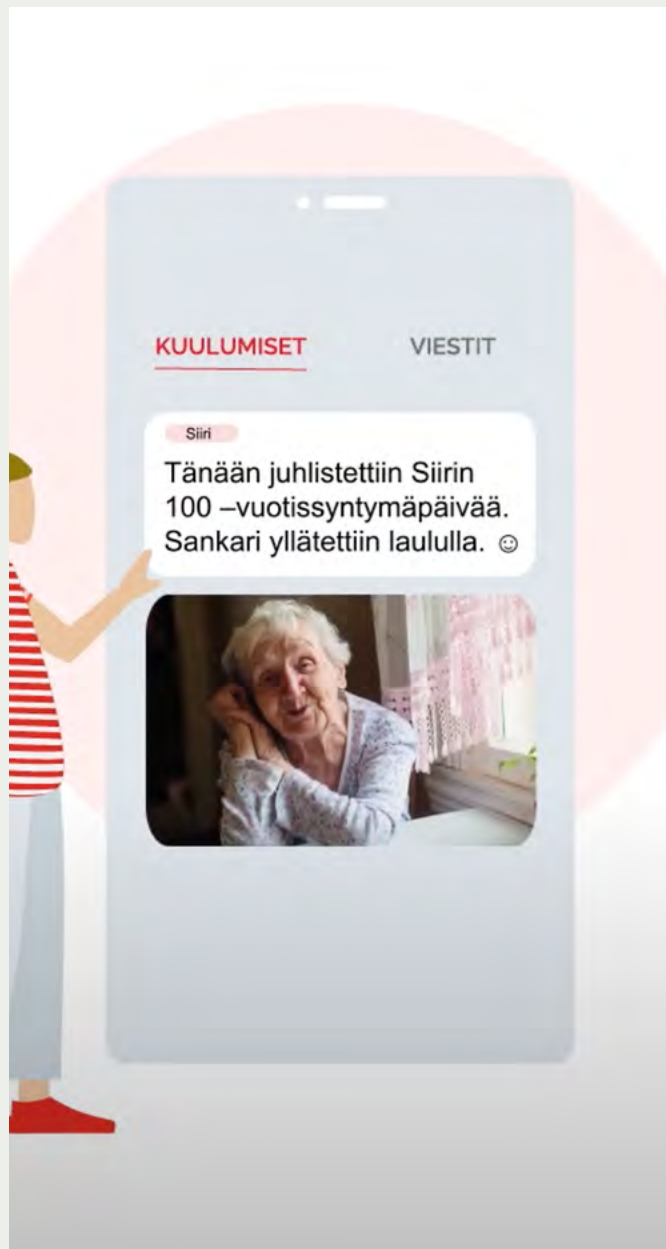 KUULUMISET VIESTIT
Siiri
Tänään juhlistettiin Siirin
100 –vuotissyntymäpäivää.
Sankari yllätettiin laululla. ☺